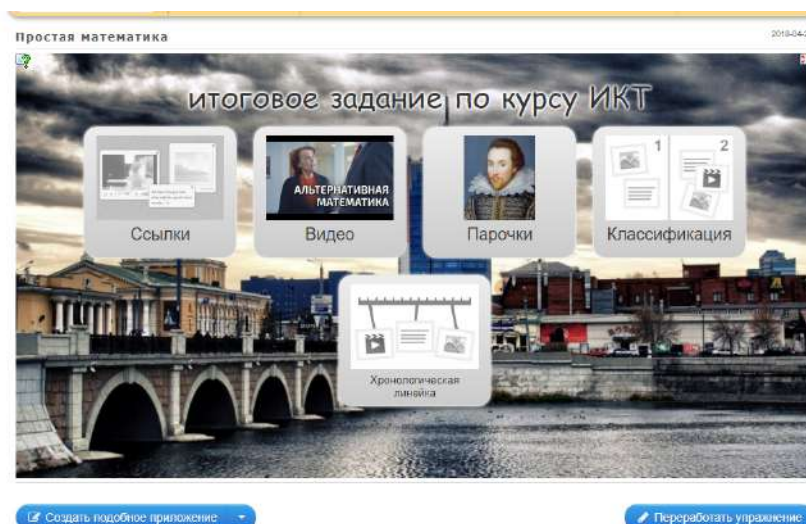 Простая математика
итоговое задание по курсу ИКТ
1 2
АЛЬТЕРНАТИВНАЯ
МАТЕМАТИКА
Ссылки Видео Парочки Классификация
Хронологическая
линейка
Создать подобное приложение Переработать упражнение